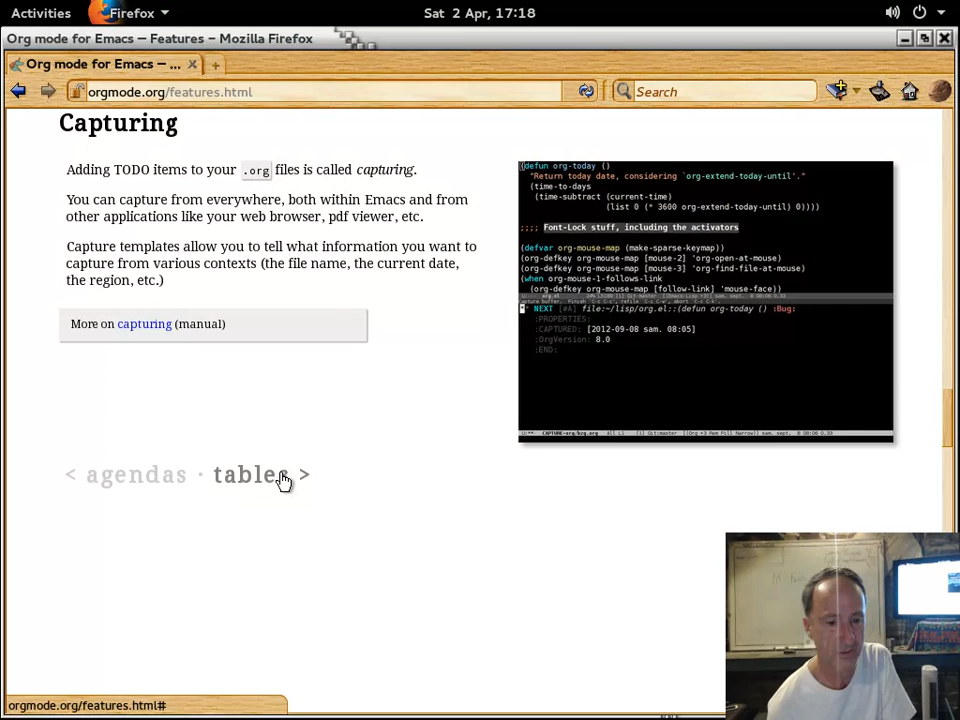 Activities
Firefox
Sat 2 Apr, 17:18
Org mode for Emacs — Features - Mozilla Firefox
Org mode for Emacs — ...
orgmode.org/features.html
Search
Capturing
Adding TODO items to your .org files is called capturing.
You can capture from everywhere, both within Emacs and from
other applications like your web browser, pdf viewer, etc.
Capture templates allow you to tell what information you want to
capture from various contexts (the file name, the current date,
the region, etc.)
More on capturing (manual)
(defun org-today ()
"Return today date, considering `org-extend-today-until'."
(time-to-days
(time-subtract (current-time)
(list 0 (* 3600 org-extend-today-until) 0))))
;;;; Font-Lock stuff, including the activators
(defvar org-mouse-map (make-sparse-keymap))
(org-defkey org-mouse-map [mouse-2] 'org-open-at-mouse)
(org-defkey org-mouse-map [mouse-3] 'org-find-file-at-mouse)
(when org-mouse-1-follows-link
(org-defkey org-mouse-map [follow-link] 'mouse-face))
* NEXT [#A] file:~/lisp/org.el::(defun org-today () :Bug:
:PROPERTIES:
:CAPTURED: [2012-09-08 sam. 08:05]
:OrgVersion: 8.0
:END:
< agendas · tables >
orgmode.org/features.html#